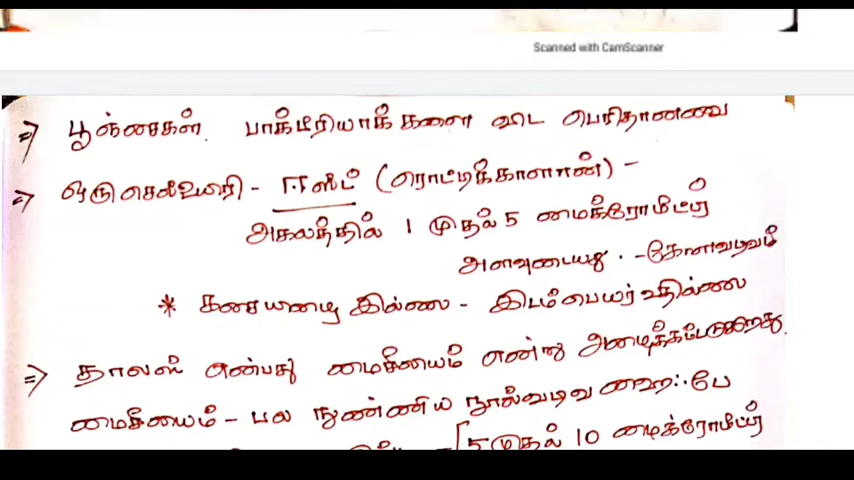 Scanned with CamScanner
=> பூஞ்சைகள் பாக்டீரியாக்களை விட பெரிதானவை
=> ஒரு செல் உயிரி - ஈஸ்ட் (ரொட்டிக்காளான்) -
அகலத்தில் 1 முதல் 5 மைக்ரோமீட்டர்
அளவுடையது. - கோளவடிவம்
* கசையிழை இல்லை - இடம்பெயர்வதில்லை
=> தாலஸ் என்பது மைசீலியம் என்று அழைக்கப்படுகிறது.
மைசீலியம் - பல நுண்ணிய நூல்வடிவ ஹைஃபே
5 முதல் 10 மைக்ரோமீட்டர்